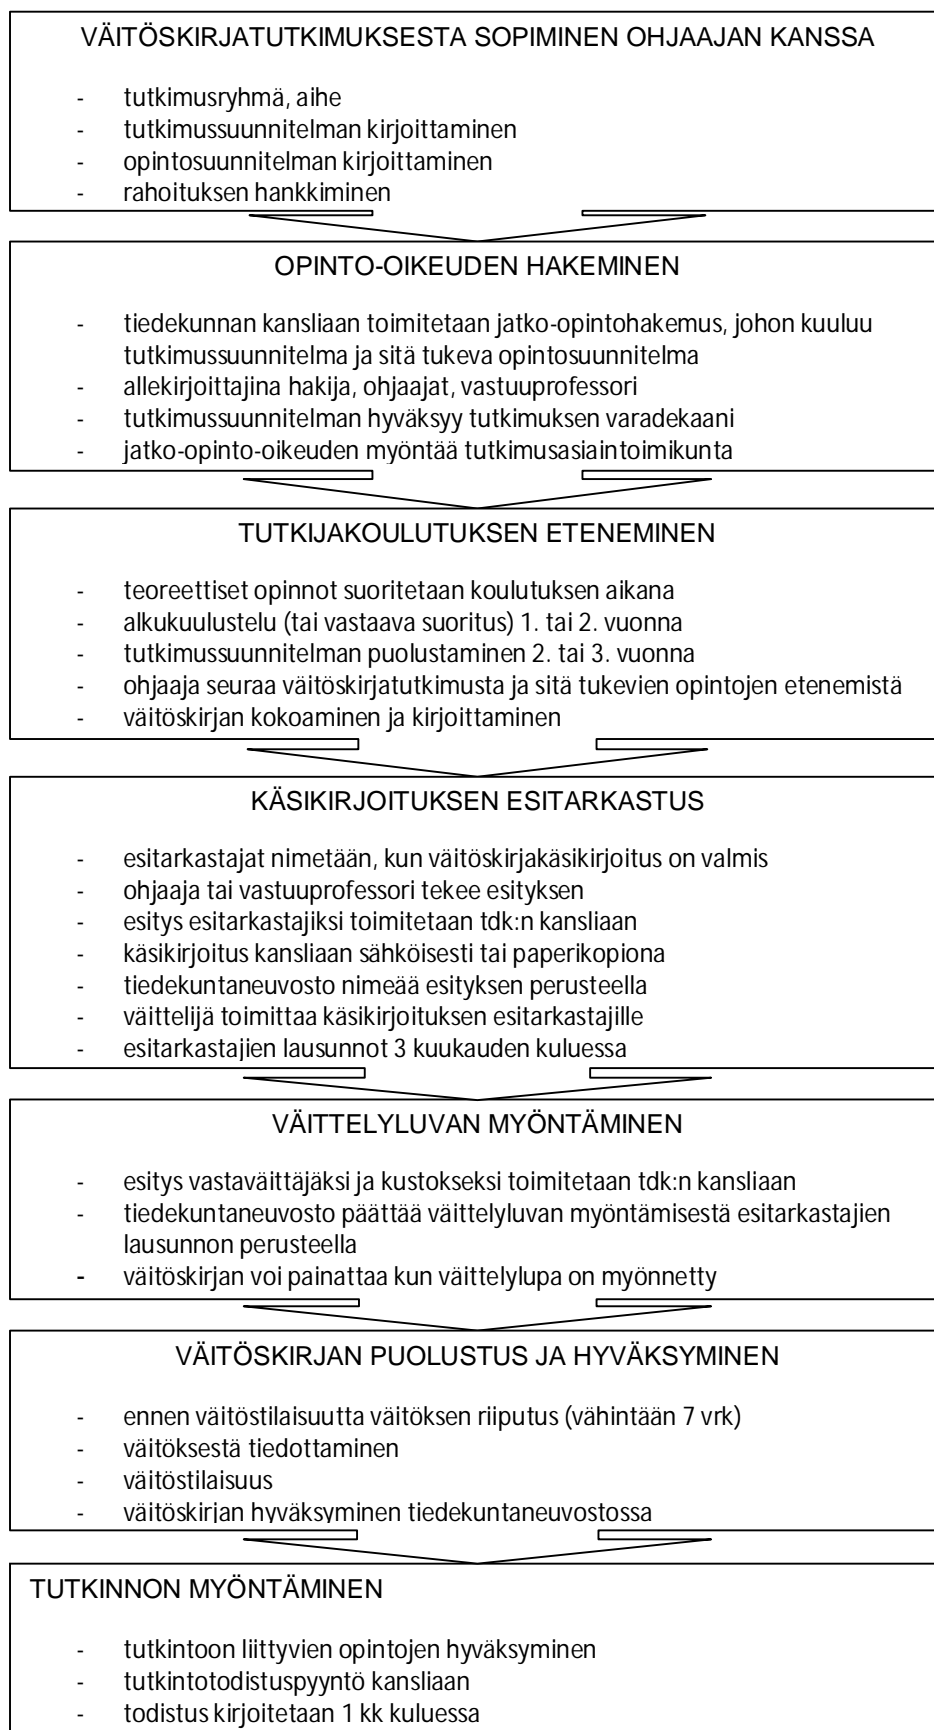 VÄITÖSKIRJATUTKIMUKSESTA SOPIMINEN OHJAAJAN KANSSA
- tutkimusryhmä, aihe
- tutkimussuunnitelman kirjoittaminen
- opintosuunnitelman kirjoittaminen
- rahoituksen hankkiminen
OPINTO-OIKEUDEN HAKEMINEN
- tiedekunnan kansliaan toimitetaan jatko-opintohakemus, johon kuuluu
tutkimussuunnitelma ja sitä tukeva opintosuunnitelma
- allekirjoittajina hakija, ohjaajat, vastuuprofessori
- tutkimussuunnitelman hyväksyy tutkimuksen varadekaani
- jatko-opinto-oikeuden myöntää tutkimusasiaintoimikunta
TUTKIJAKOULUTUKSEN ETENEMINEN
- teoreettiset opinnot suoritetaan koulutuksen aikana
- alkukuulustelu (tai vastaava suoritus) 1. tai 2. vuonna
- tutkimussuunnitelman puolustaminen 2. tai 3. vuonna
- ohjaaja seuraa väitöskirjatutkimusta ja sitä tukevien opintojen etenemistä
- väitöskirjan kokoaminen ja kirjoittaminen
KÄSIKIRJOITUKSEN ESITARKASTUS
- esitarkastajat nimetään, kun väitöskirjakäsikirjoitus on valmis
- ohjaaja tai vastuuprofessori tekee esityksen
- esitys esitarkastajiksi toimitetaan tdk:n kansliaan
- käsikirjoitus kansliaan sähköisesti tai paperikopiona
- tiedekuntaneuvosto nimeää esityksen perusteella
- väittelijä toimittaa käsikirjoituksen esitarkastajille
- esitarkastajien lausunnot 3 kuukauden kuluessa
VÄITTELYLUVAN MYÖNTÄMINEN
- esitys vastaväittäjäksi ja kustokseksi toimitetaan tdk:n kansliaan
- tiedekuntaneuvosto päättää väittelyluvan myöntämisestä esitarkastajien
lausunnon perusteella
- väitöskirjan voi painattaa kun väittelylupa on myönnetty
VÄITÖSKIRJAN PUOLUSTUS JA HYVÄKSYMINEN
- ennen väitöstilaisuutta väitöksen riiputus (vähintään 7 vrk)
- väitöksestä tiedottaminen
- väitöstilaisuus
- väitöskirjan hyväksyminen tiedekuntaneuvostossa
TUTKINNON MYÖNTÄMINEN
- tutkintoon liittyvien opintojen hyväksyminen
- tutkintotodistuspyyntö kansliaan
- todistus kirjoitetaan 1 kk kuluessa